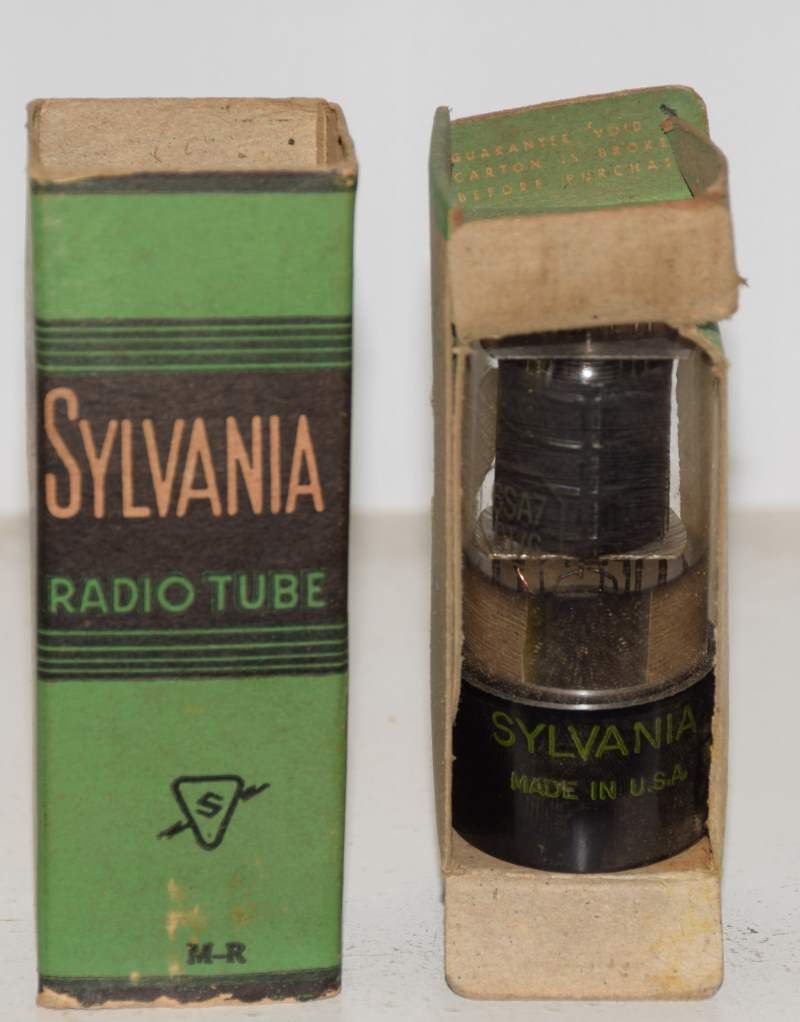 SYLVANIA
RADIO TUBE
S
M-R
GUARANTEE VOID
CARTON IS BROKE
BEFORE PURCHAS
6SA7
SYLVANIA
MADE IN U.S.A.